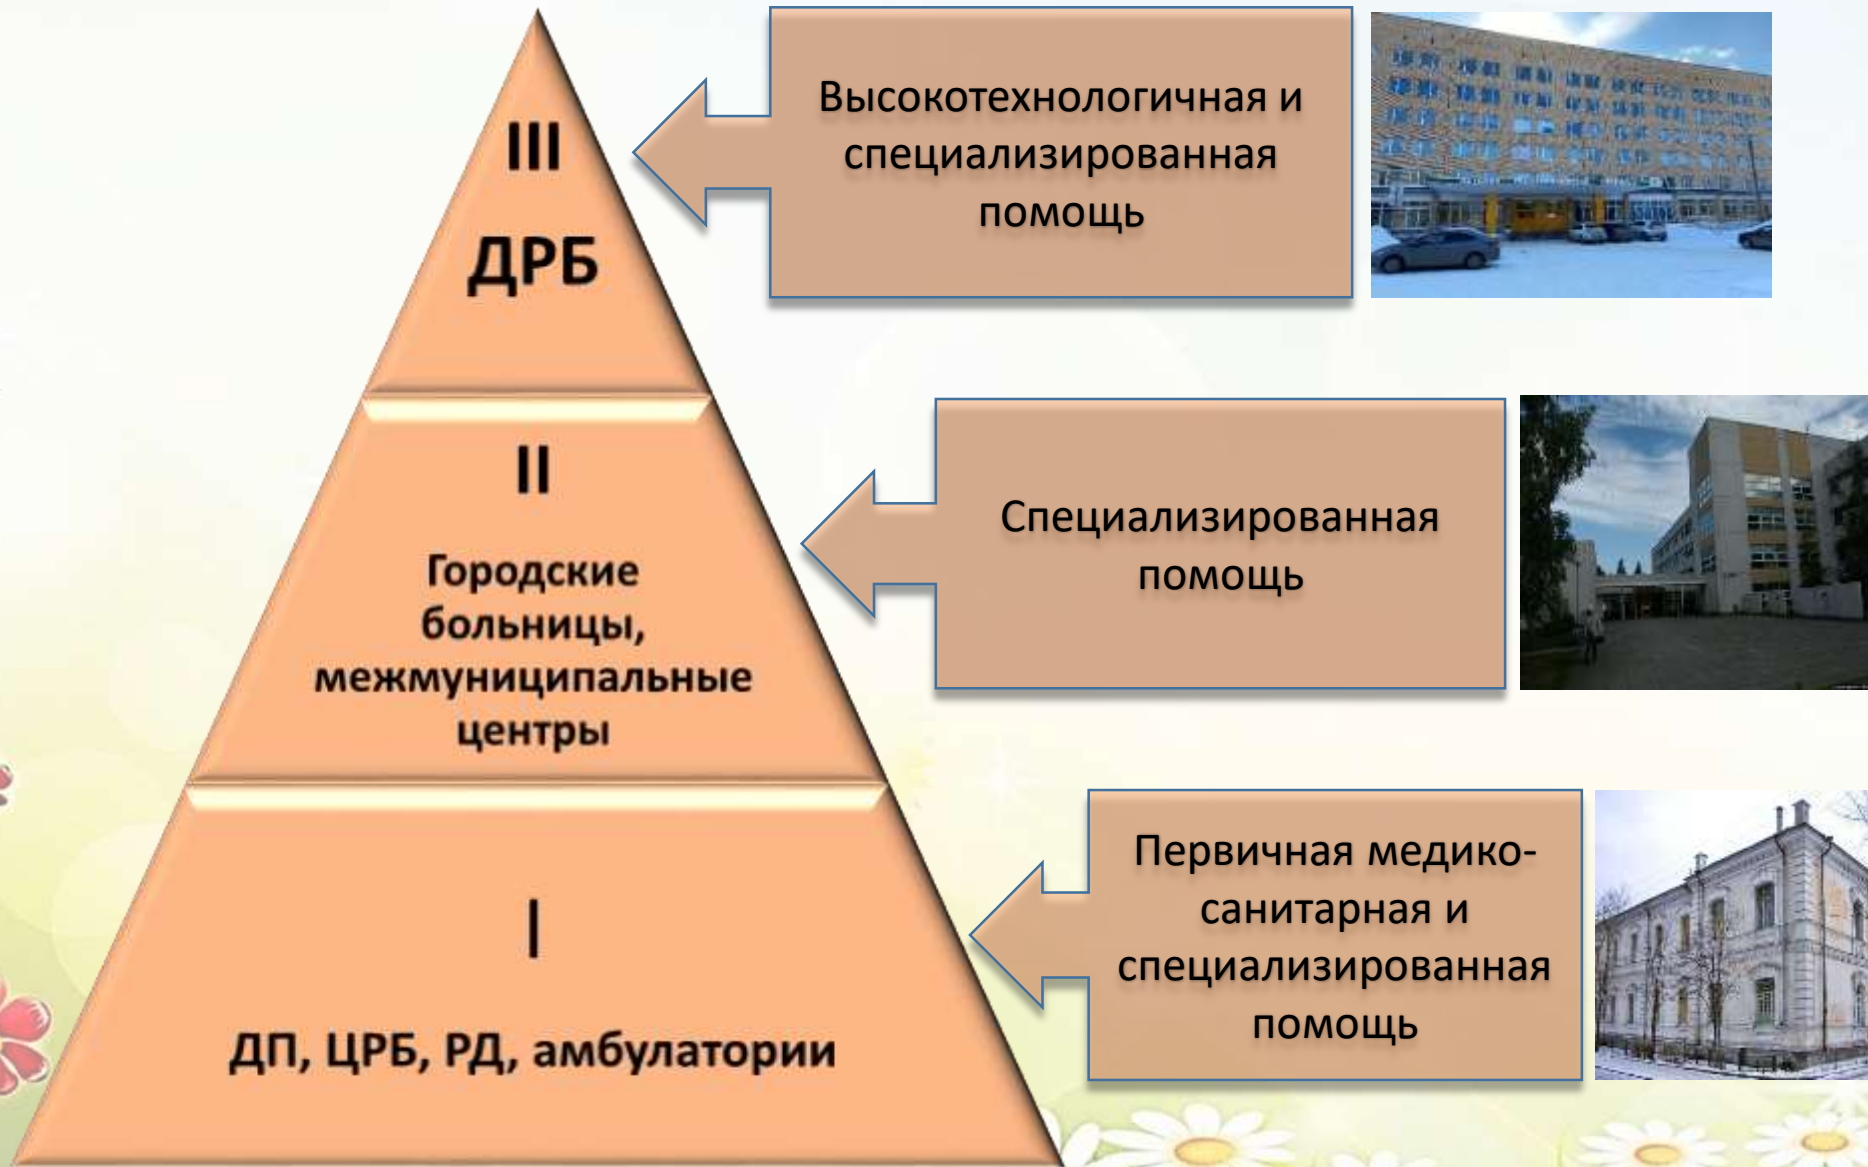 III
ДРБ
Высокотехнологичная и
специализированная
помощь
II
Городские
больницы,
межмуниципальные
центры
Специализированная
помощь
I
ДП, ЦРБ, РД, амбулатории
Первичная медико-
санитарная и
специализированная
помощь